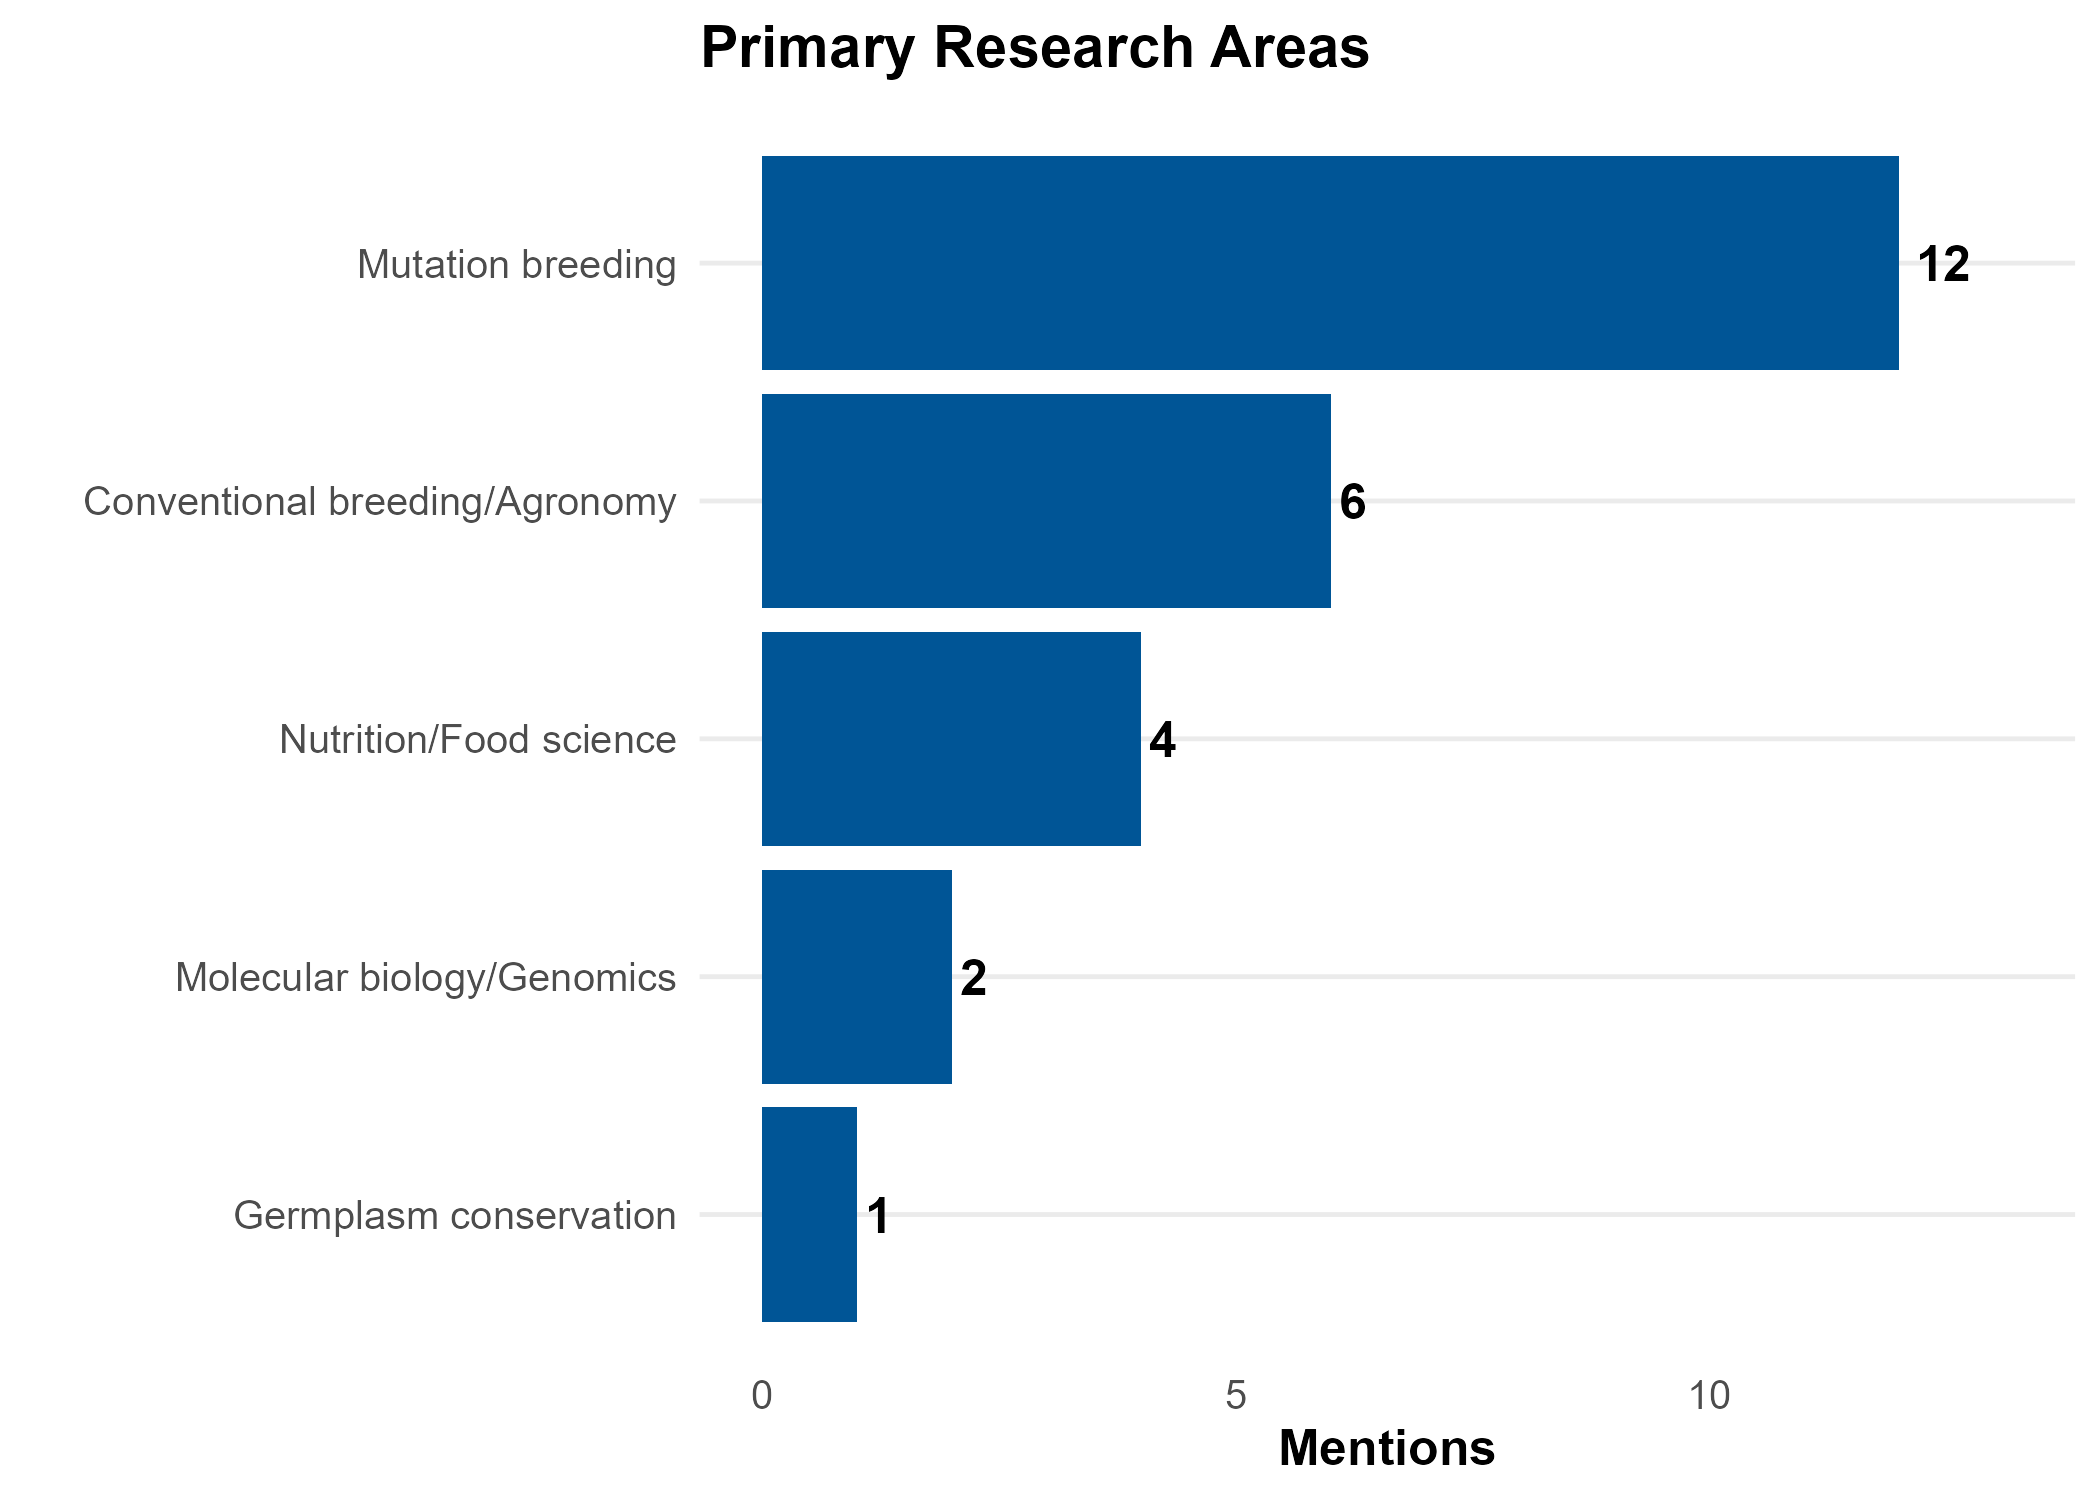 Primary Research Areas
Mutation breeding
12
Conventional breeding/Agronomy
6
Nutrition/Food science
4
Molecular biology/Genomics
2
Germplasm conservation
1
0 5 10
Mentions